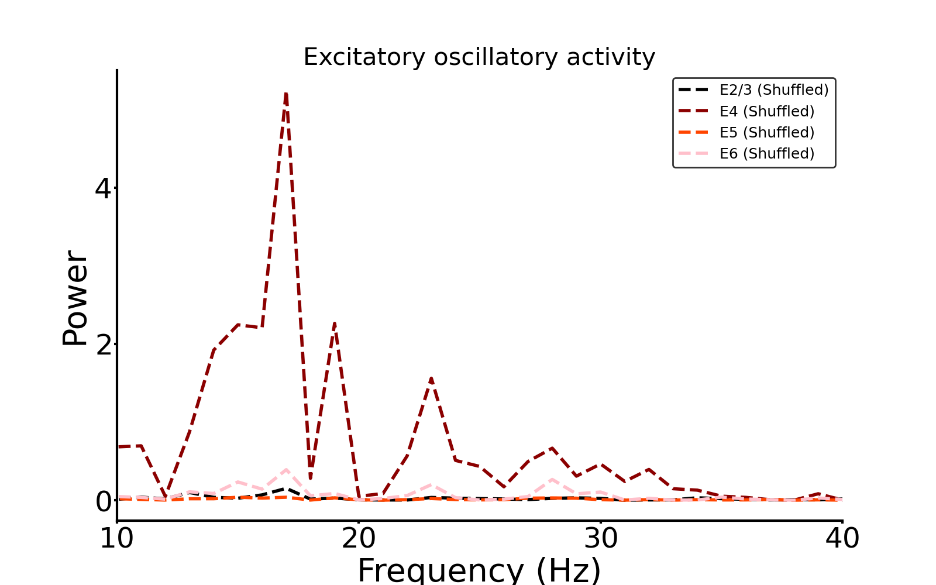 Excitatory oscillatory activity
E2/3 (Shuffled)
E4 (Shuffled)
E5 (Shuffled)
E6 (Shuffled)
Power
4
2
0
10 20 30 40
Frequency (Hz)